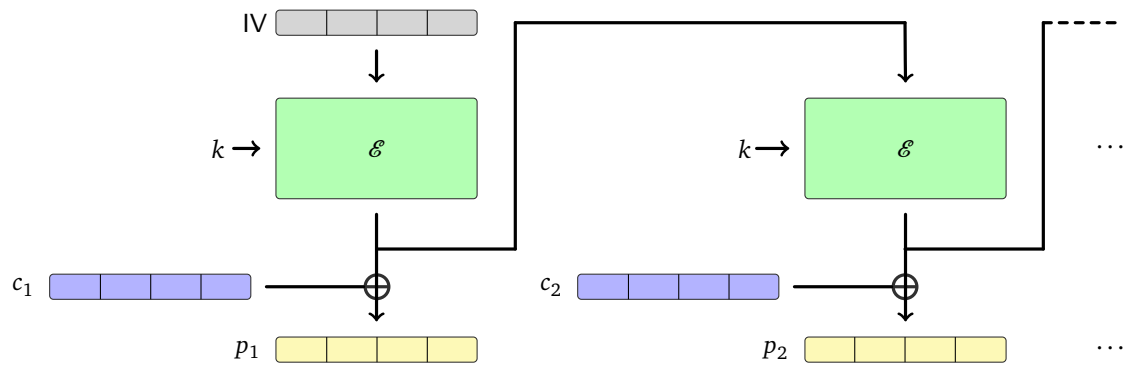 IV
k → ℰ k → ℰ ...
c₁ c₂
p₁ p₂ ...